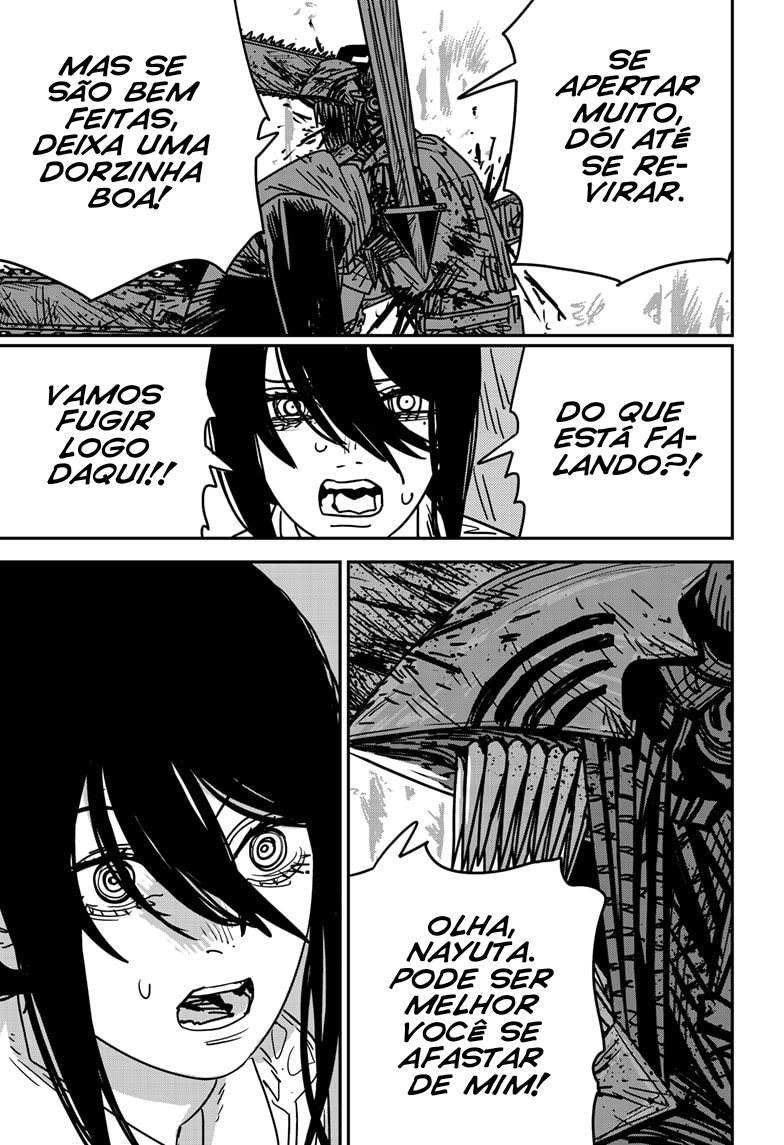 SE
APERTAR
MUITO,
DÓI ATÉ
SE RE-
VIRAR.
MAS SE
SÃO BEM
FEITAS,
DEIXA UMA
DORZINHA
BOA!
DO QUE
ESTÁ FA-
LANDO?!
VAMOS
FUGIR
LOGO
DAQUI!!
OLHA,
NAYUTA.
PODE SER
MELHOR
VOCÊ SE
AFASTAR
DE MIM!